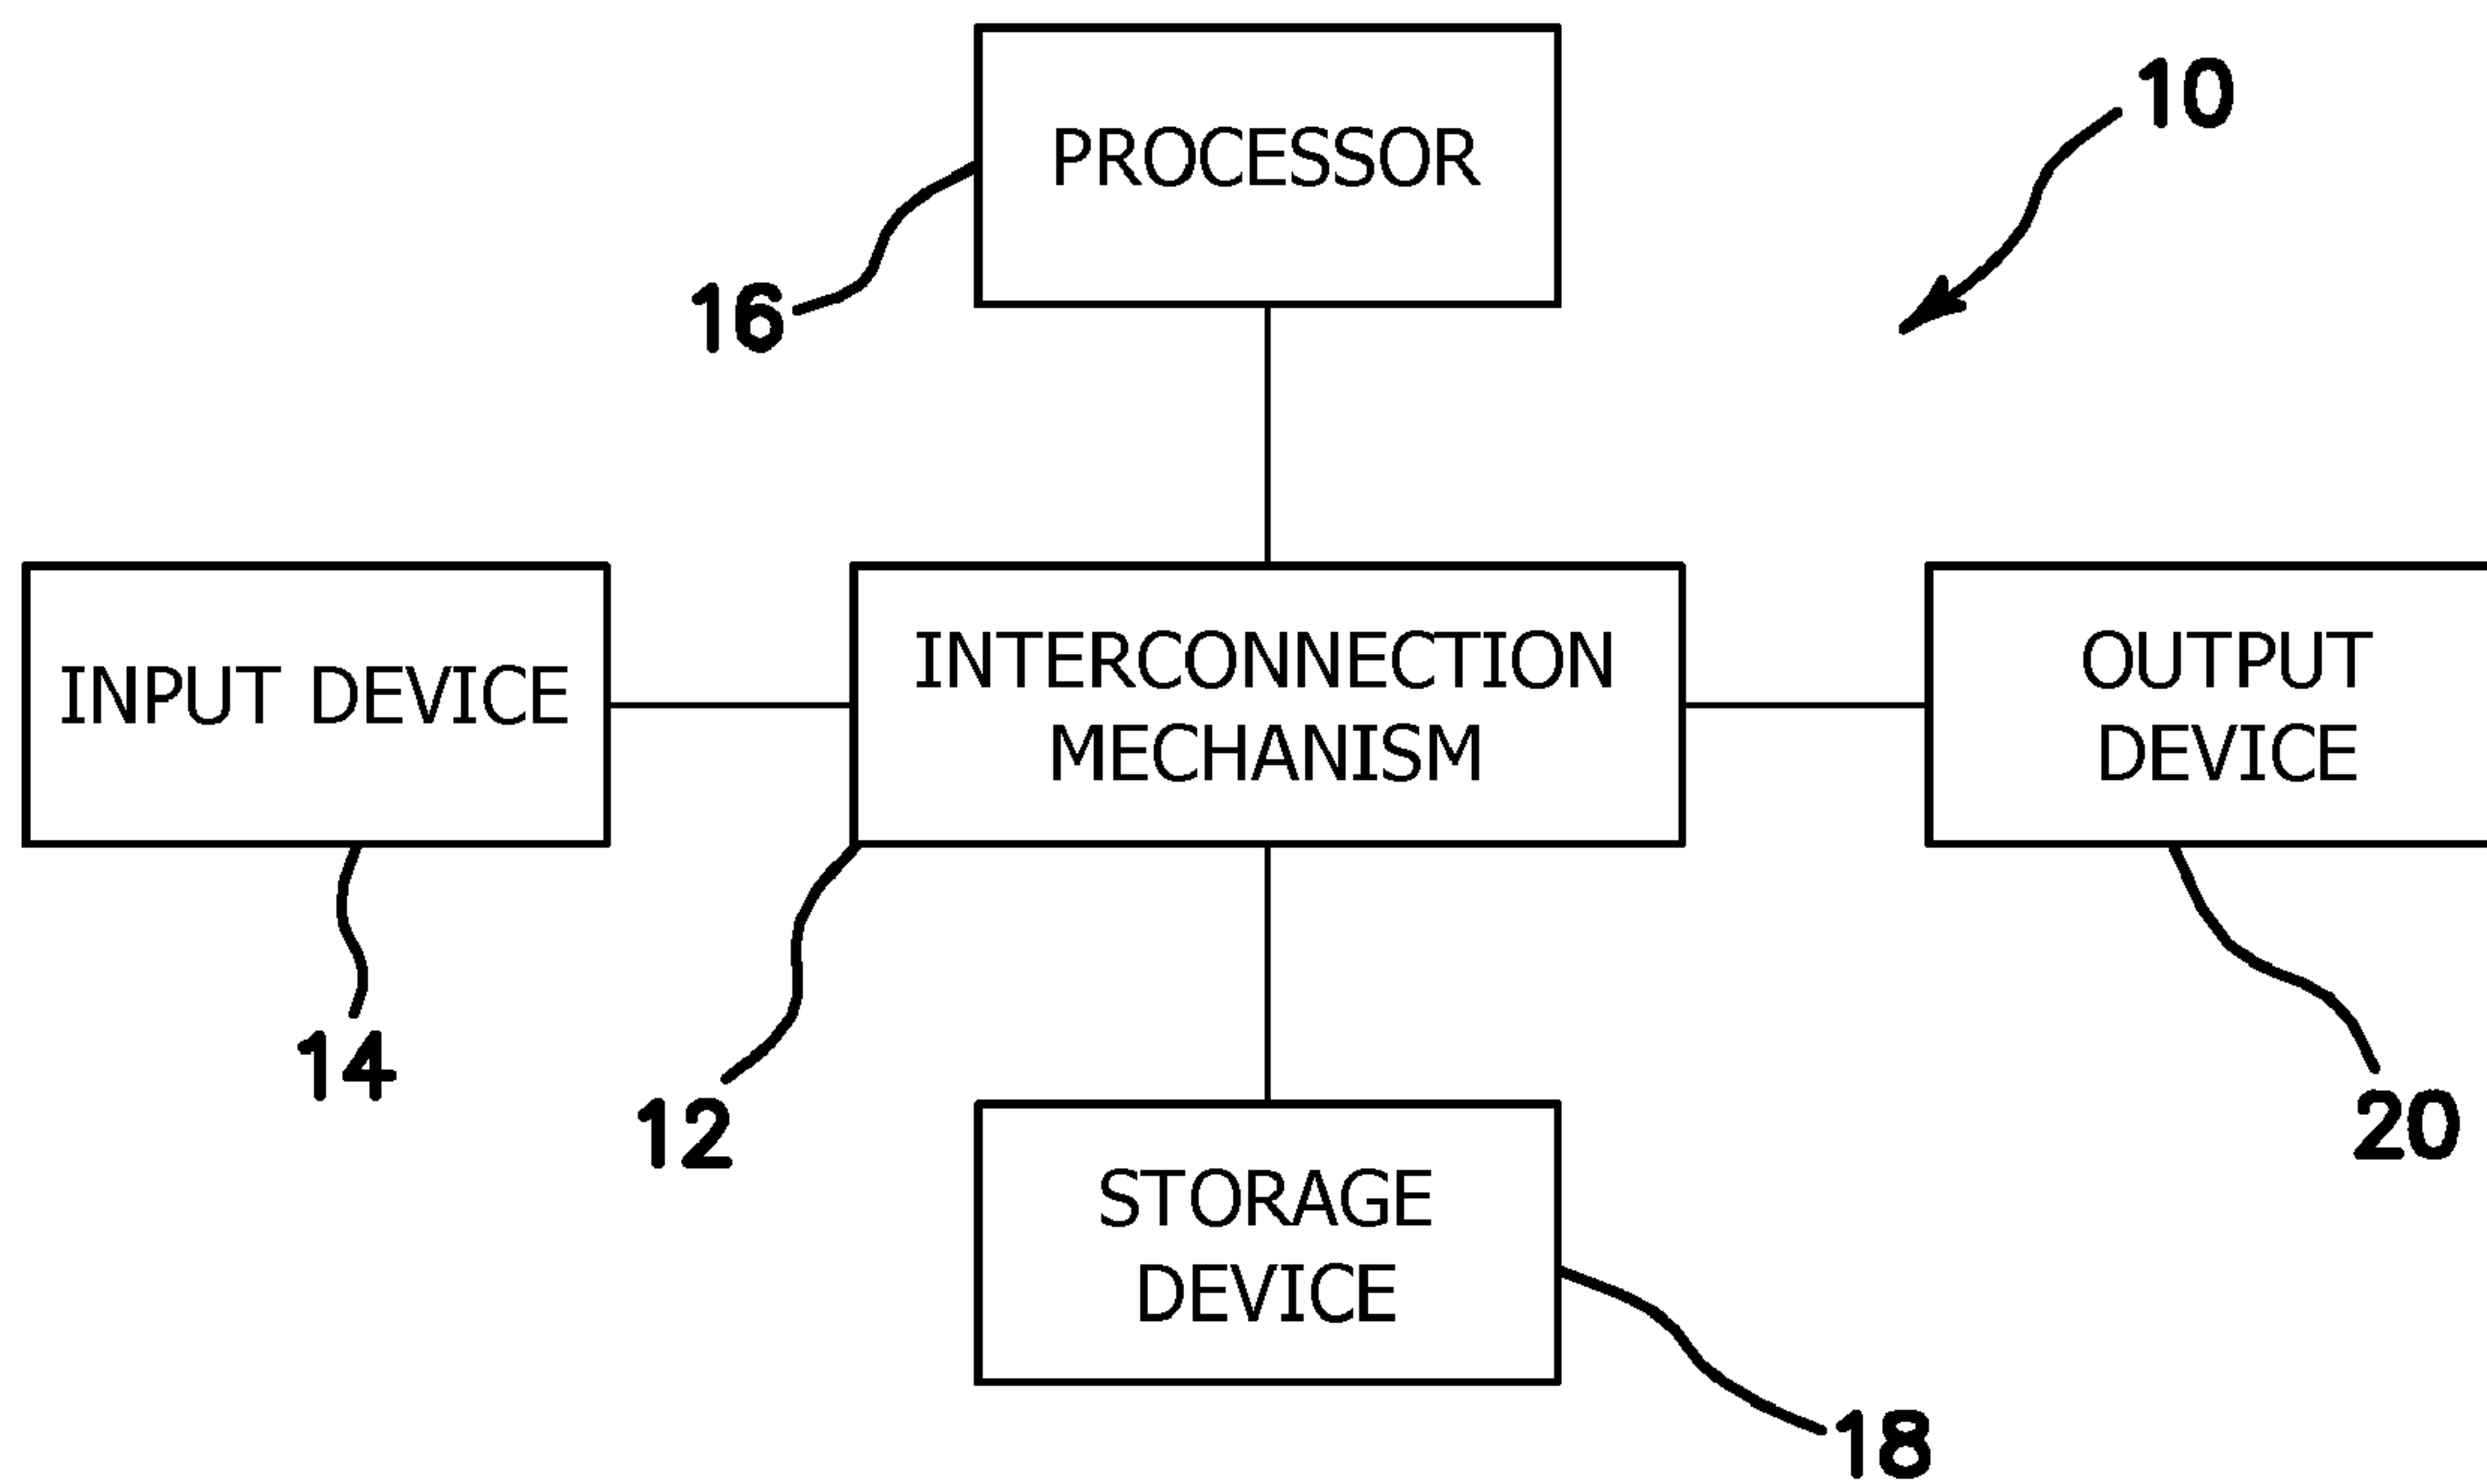 PROCESSOR
10
16
INPUT DEVICE
INTERCONNECTION
MECHANISM
OUTPUT
DEVICE
14
12
20
STORAGE
DEVICE
18